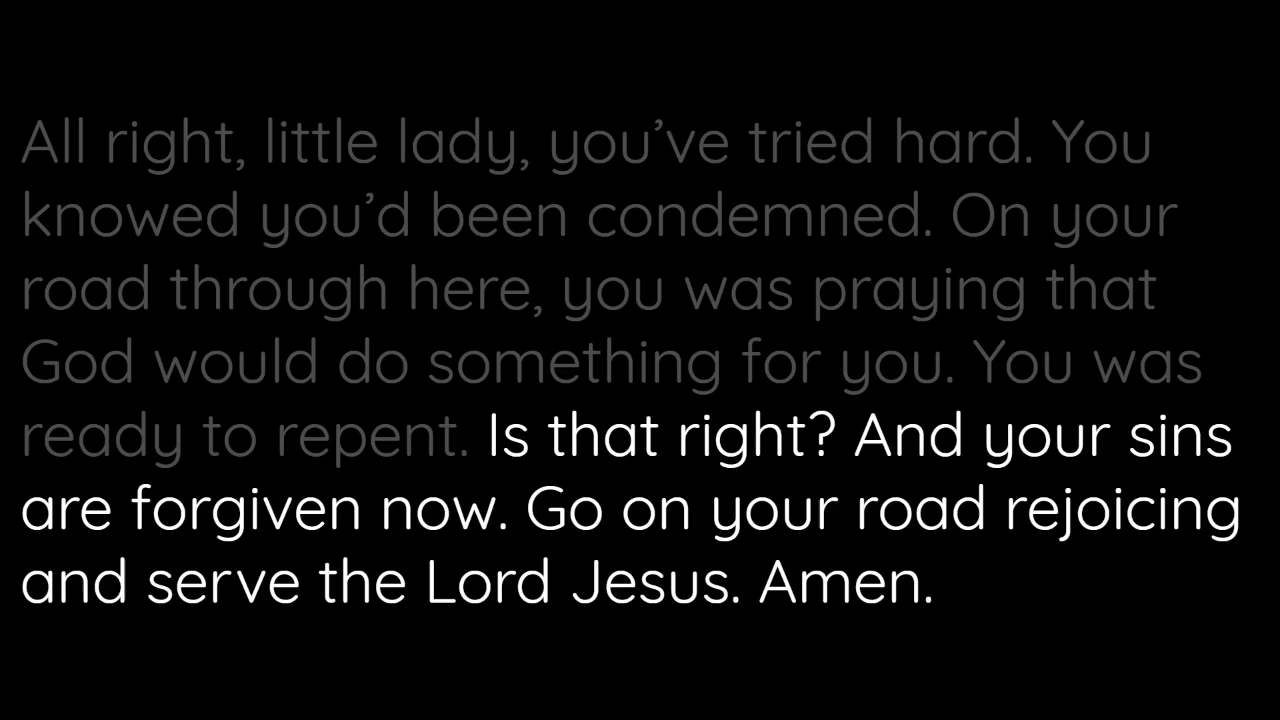 All right, little lady, you’ve tried hard. You
knowed you’d been condemned. On your
road through here, you was praying that
God would do something for you. You was
ready to repent. Is that right? And your sins
are forgiven now. Go on your road rejoicing
and serve the Lord Jesus. Amen.